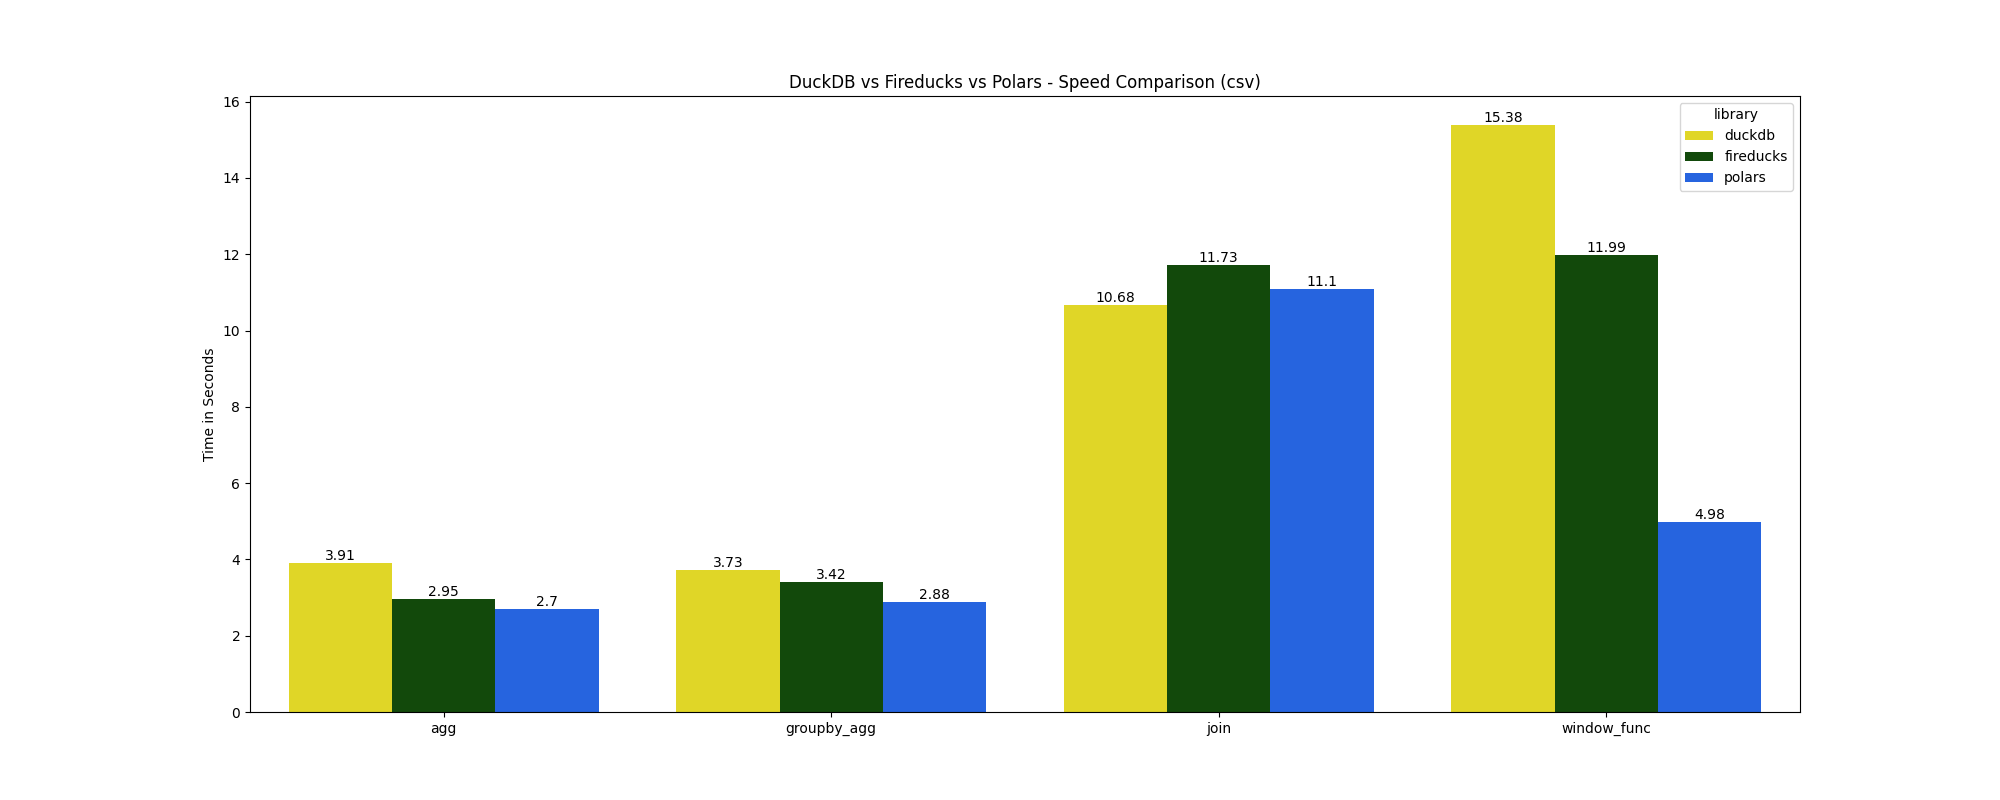 DuckDB vs Fireducks vs Polars - Speed Comparison (csv)
Time in Seconds
16
14
12
10
8
6
4
2
0
library
duckdb
fireducks
polars
3.91
2.95
2.7
3.73
3.42
2.88
10.68
11.73
11.1
15.38
11.99
4.98
agg
groupby_agg
join
window_func